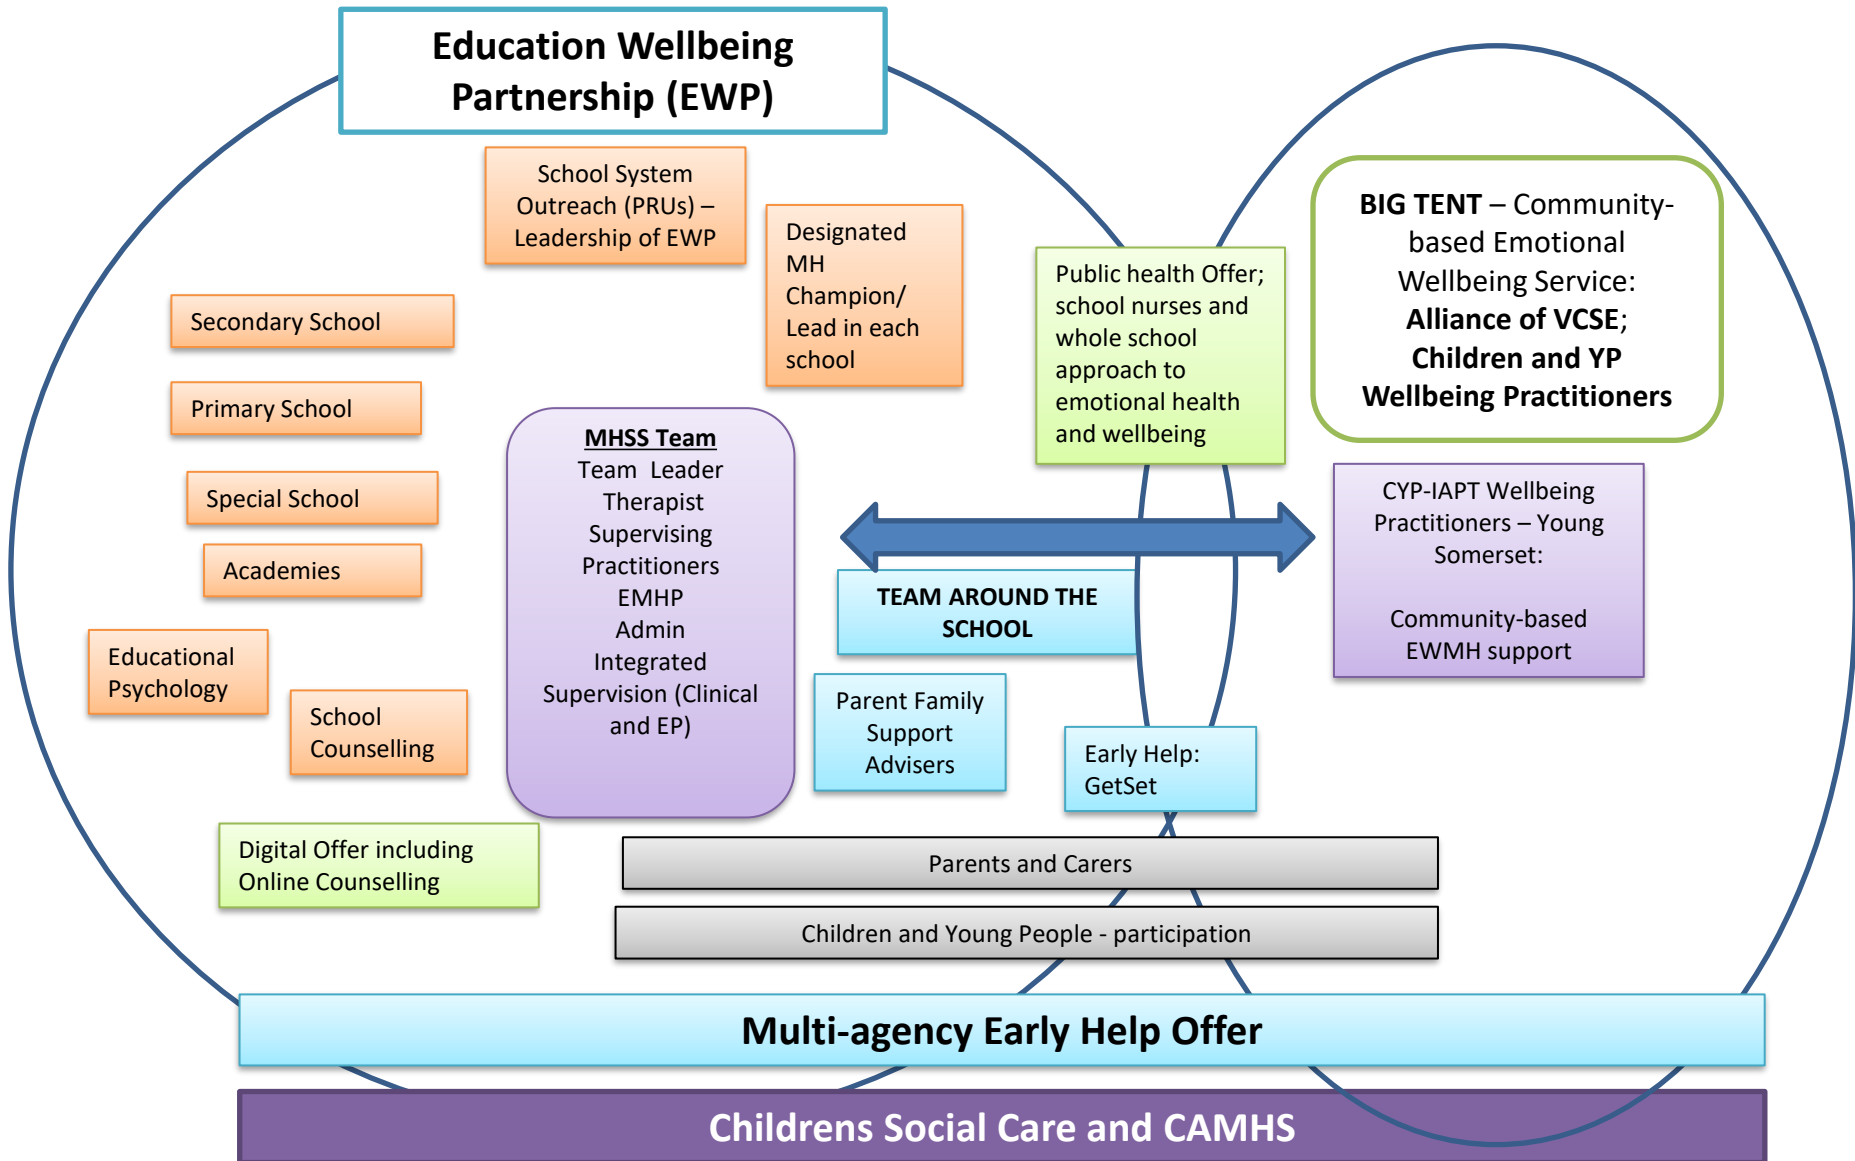 Education Wellbeing
Partnership (EWP)
School System
Outreach (PRUs) –
Leadership of EWP
Designated
MH
Champion/
Lead in each
school
Public health Offer;
school nurses and
whole school
approach to
emotional health
and wellbeing
BIG TENT – Community-
based Emotional
Wellbeing Service:
Alliance of VCSE;
Children and YP
Wellbeing Practitioners
Secondary School
Primary School
Special School
Academies
Educational
Psychology
School
Counselling
MHSS Team
Team Leader
Therapist
Supervising
Practitioners
EMHP
Admin
Integrated
Supervision (Clinical
and EP)
CYP-IAPT Wellbeing
Practitioners – Young
Somerset:
Community-based
EWMH support
TEAM AROUND THE
SCHOOL
Parent Family
Support
Advisers
Early Help:
GetSet
Digital Offer including
Online Counselling
Parents and Carers
Children and Young People - participation
Multi-agency Early Help Offer
Childrens Social Care and CAMHS